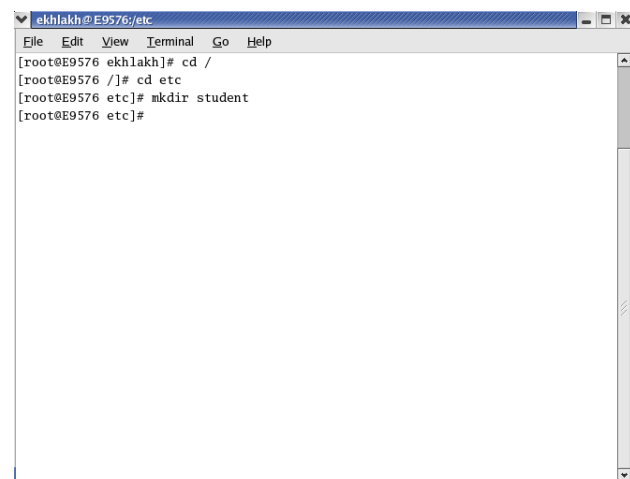 ekhlakh@E9576:/etc
File Edit View Terminal Go Help
[root@E9576 ekhlakh]# cd /
[root@E9576 /]# cd etc
[root@E9576 etc]# mkdir student
[root@E9576 etc]#